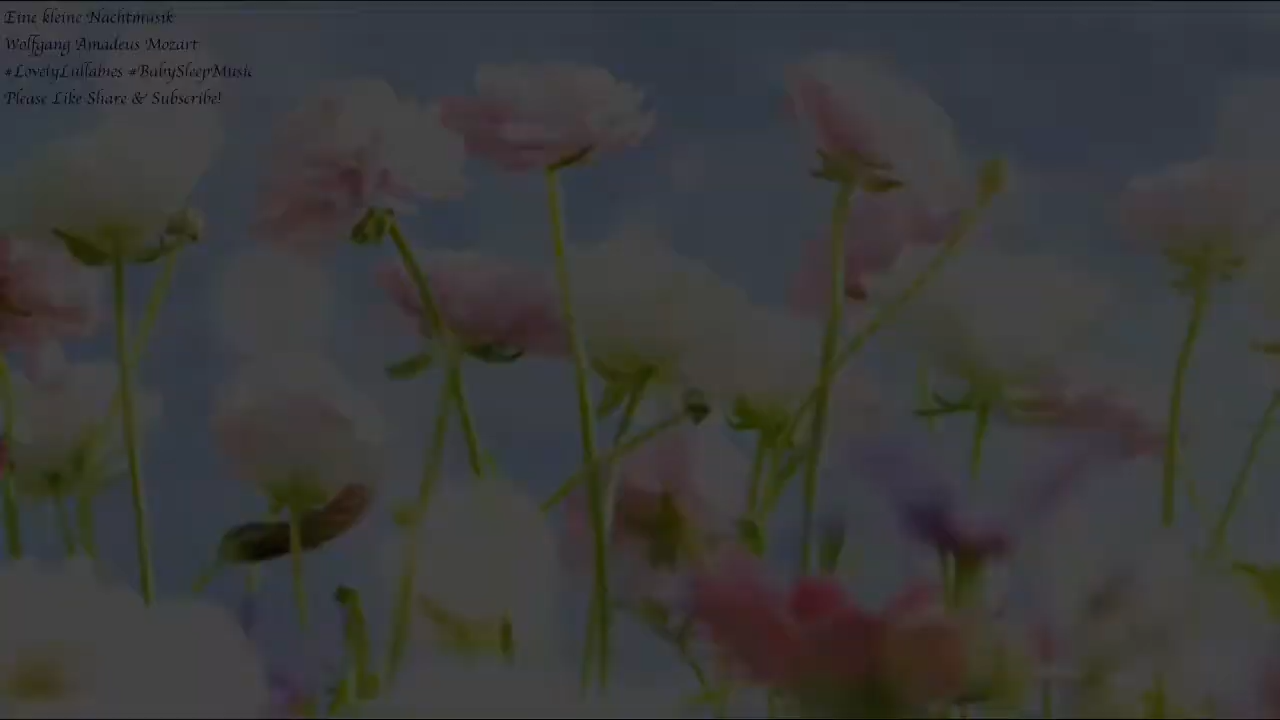 Eine kleine Nachtmusik
Wolfgang Amadeus Mozart
#LovelyLullabies #BabySleepMusic
Please Like Share & Subscribe!